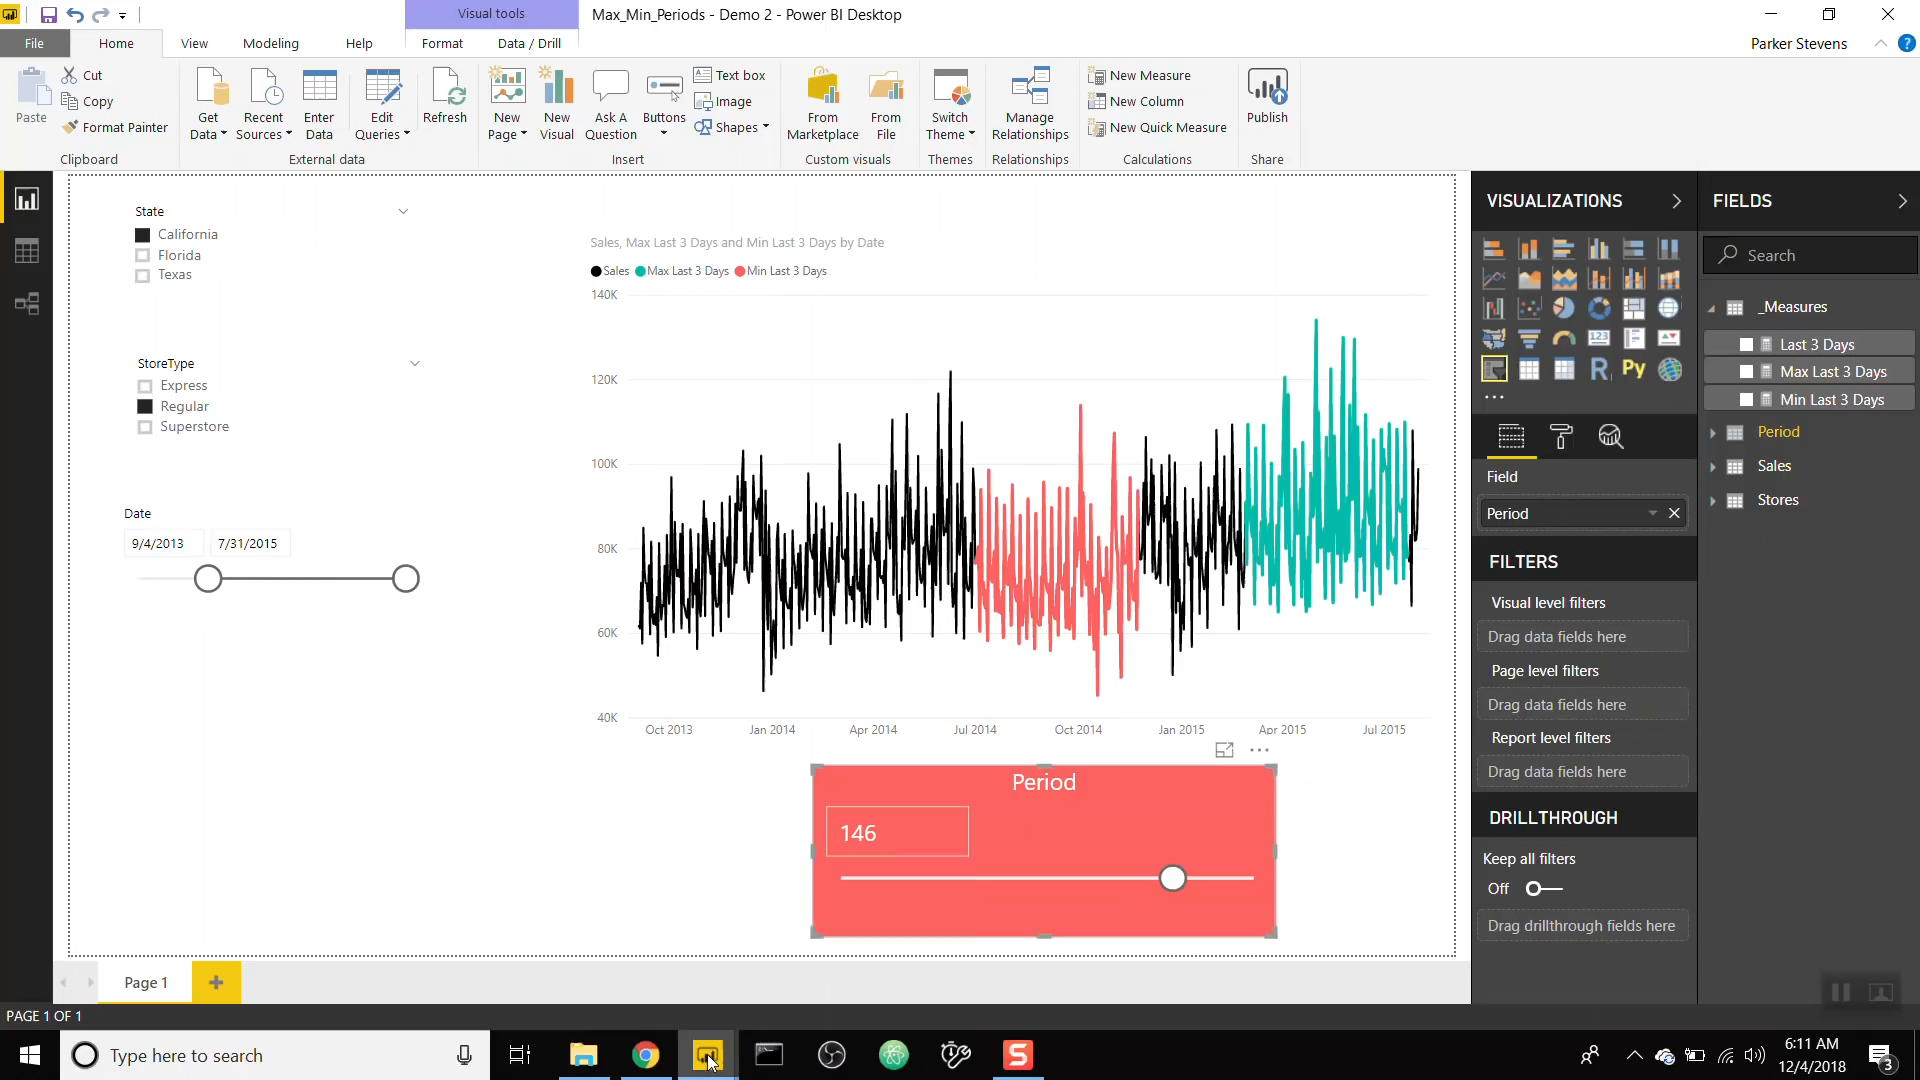 Visual tools
Max_Min_Periods - Demo 2 - Power BI Desktop
File
Home
View
Modeling
Help
Format
Data / Drill
Parker Stevens
Paste
Cut
Copy
Format Painter
Clipboard
Get Data
Recent Sources
Enter Data
Edit Queries
Refresh
External data
New Page
New Visual
Ask A Question
Buttons
Text box
Image
Shapes
Insert
From Marketplace
From File
Custom visuals
Switch Theme
Themes
Manage Relationships
Relationships
New Measure
New Column
New Quick Measure
Calculations
Publish
Share
State
California
Florida
Texas
StoreType
Express
Regular
Superstore
Date
9/4/2013
7/31/2015
Sales, Max Last 3 Days and Min Last 3 Days by Date
Sales Max Last 3 Days Min Last 3 Days
140K
120K
100K
80K
60K
40K
Oct 2013 Jan 2014 Apr 2014 Jul 2014 Oct 2014 Jan 2015 Apr 2015 Jul 2015
Period
146
VISUALIZATIONS
123
R
Py
Field
Period
FILTERS
Visual level filters
Drag data fields here
Page level filters
Drag data fields here
Report level filters
Drag data fields here
DRILLTHROUGH
Keep all filters
Off
Drag drillthrough fields here
FIELDS
Search
_Measures
Last 3 Days
Max Last 3 Days
Min Last 3 Days
Period
Sales
Stores
Page 1
PAGE 1 OF 1
Type here to search
S
6:11 AM
12/4/2018
3